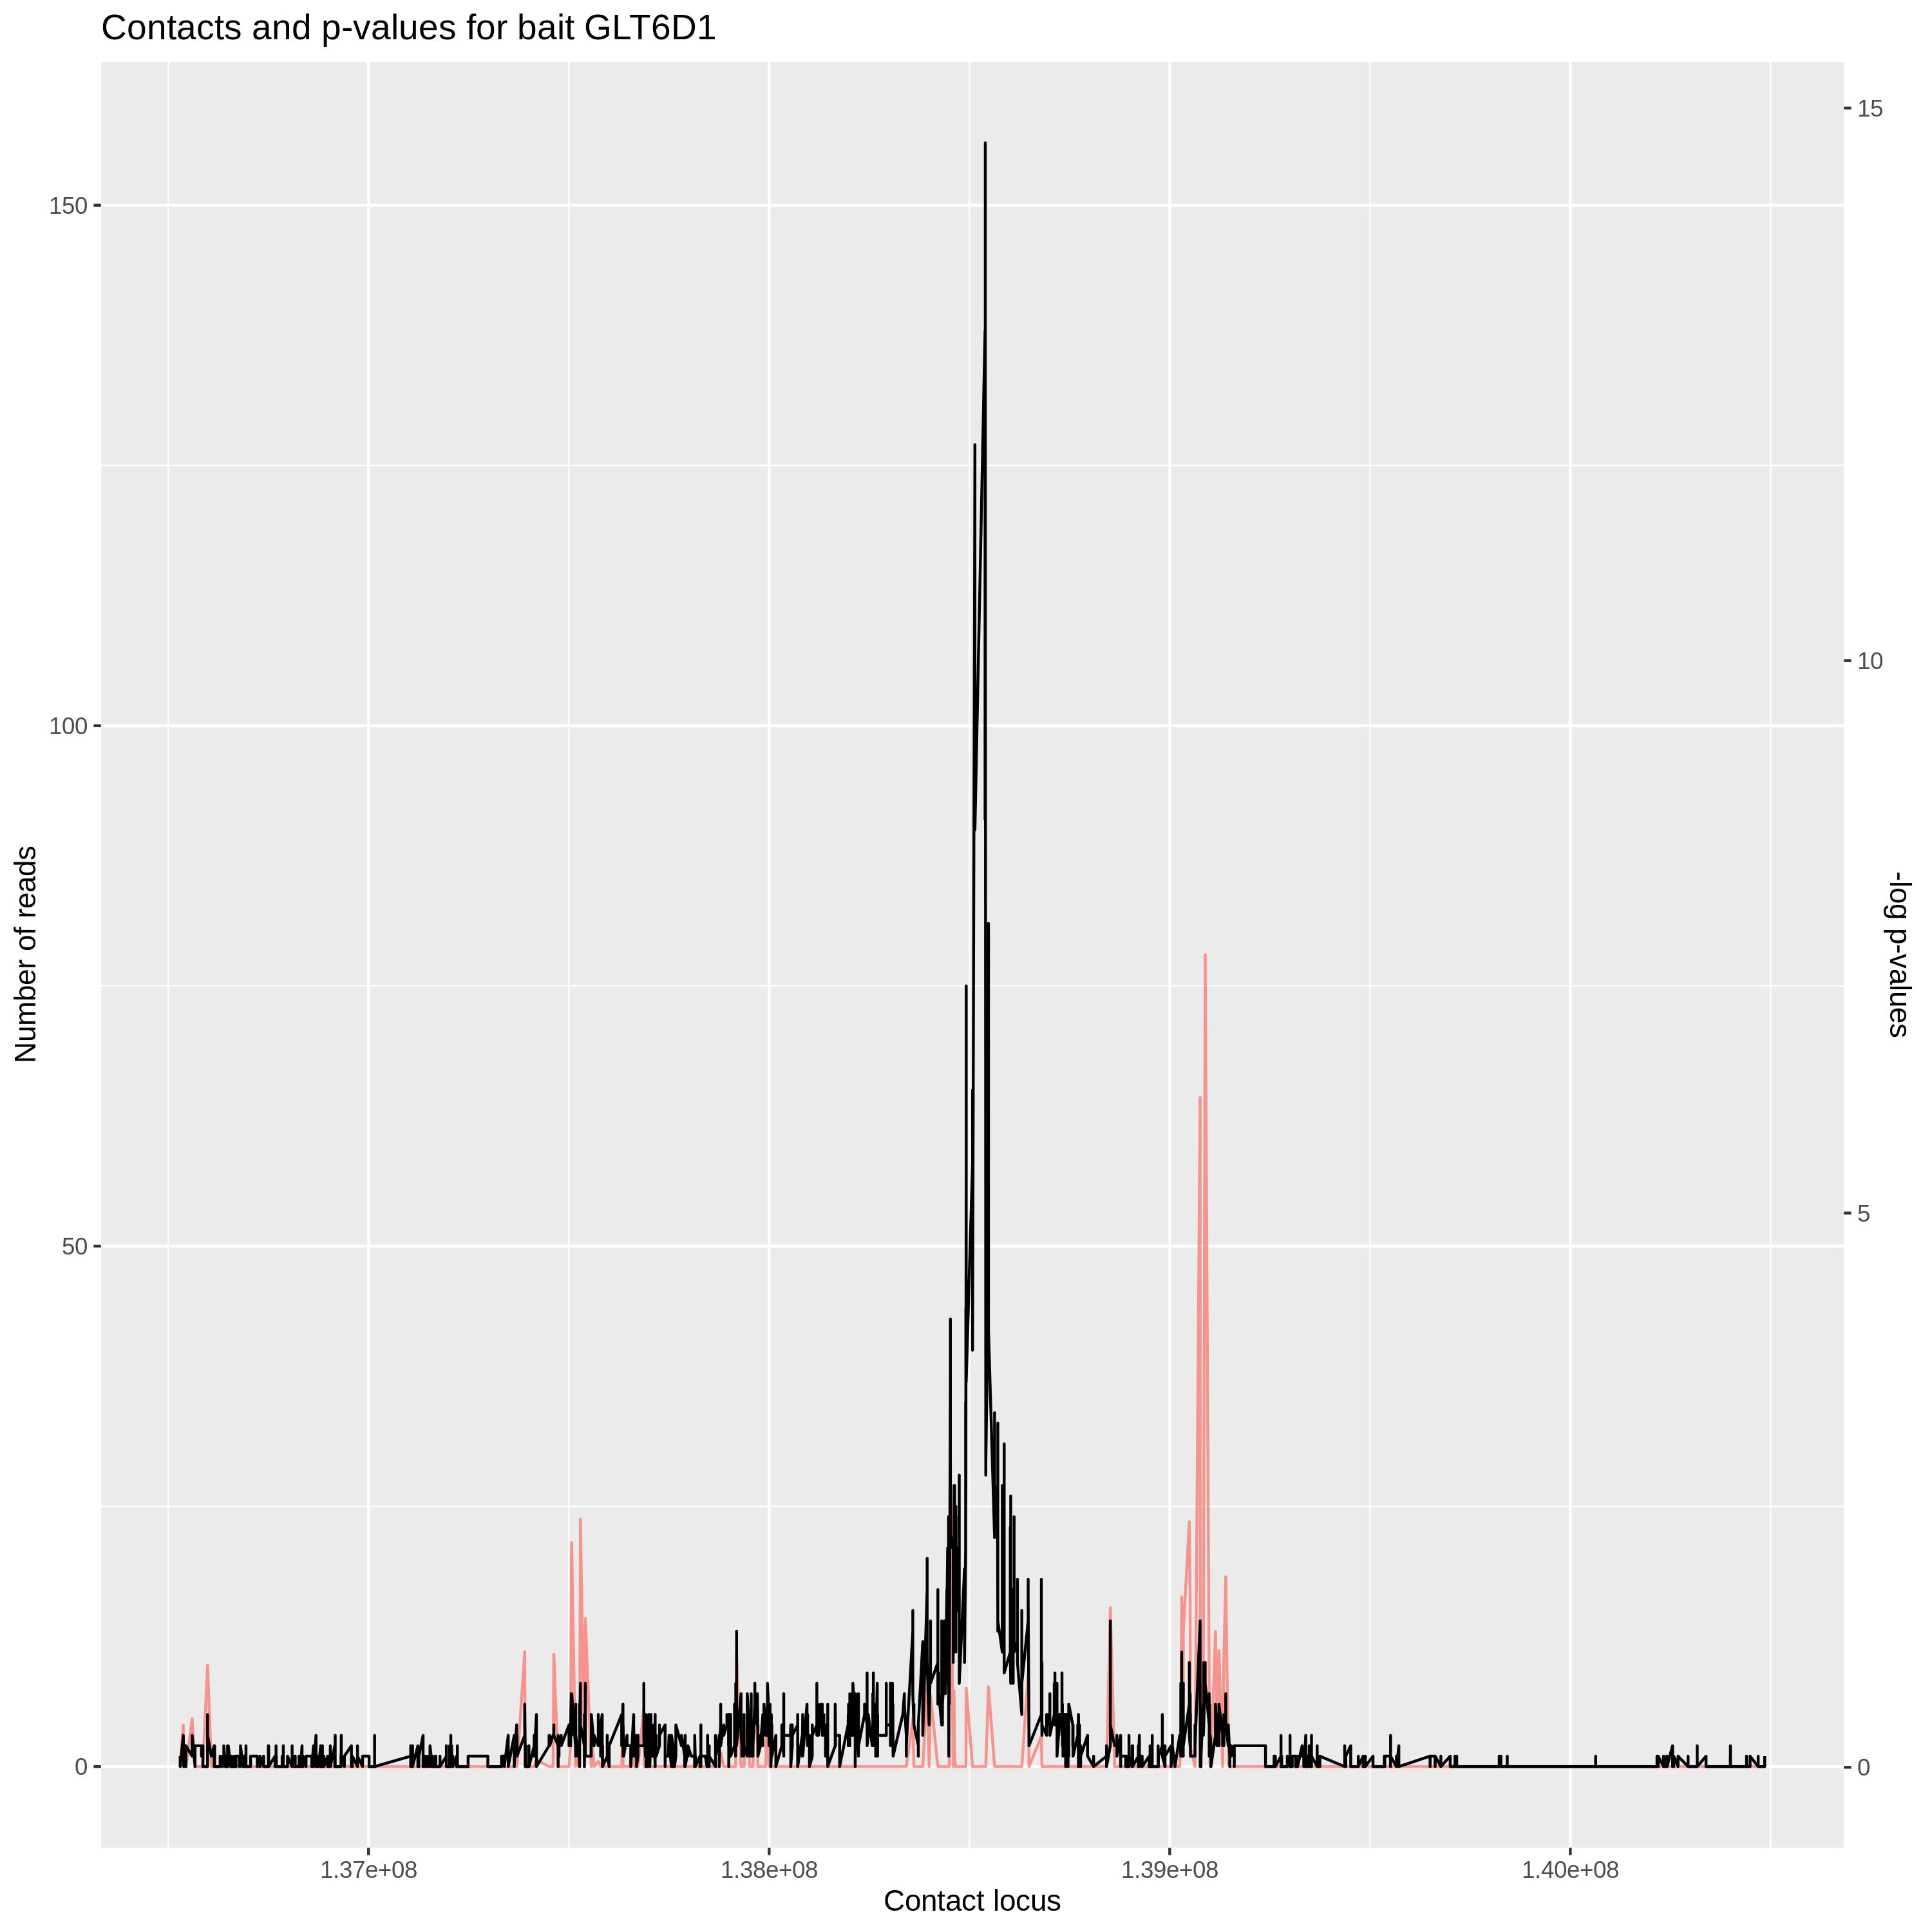 Contacts and p-values for bait GLT6D1
150
100
50
0
Number of reads
15
10
5
0
-log p-values
1.37e+08
1.38e+08
1.39e+08
1.40e+08
Contact locus